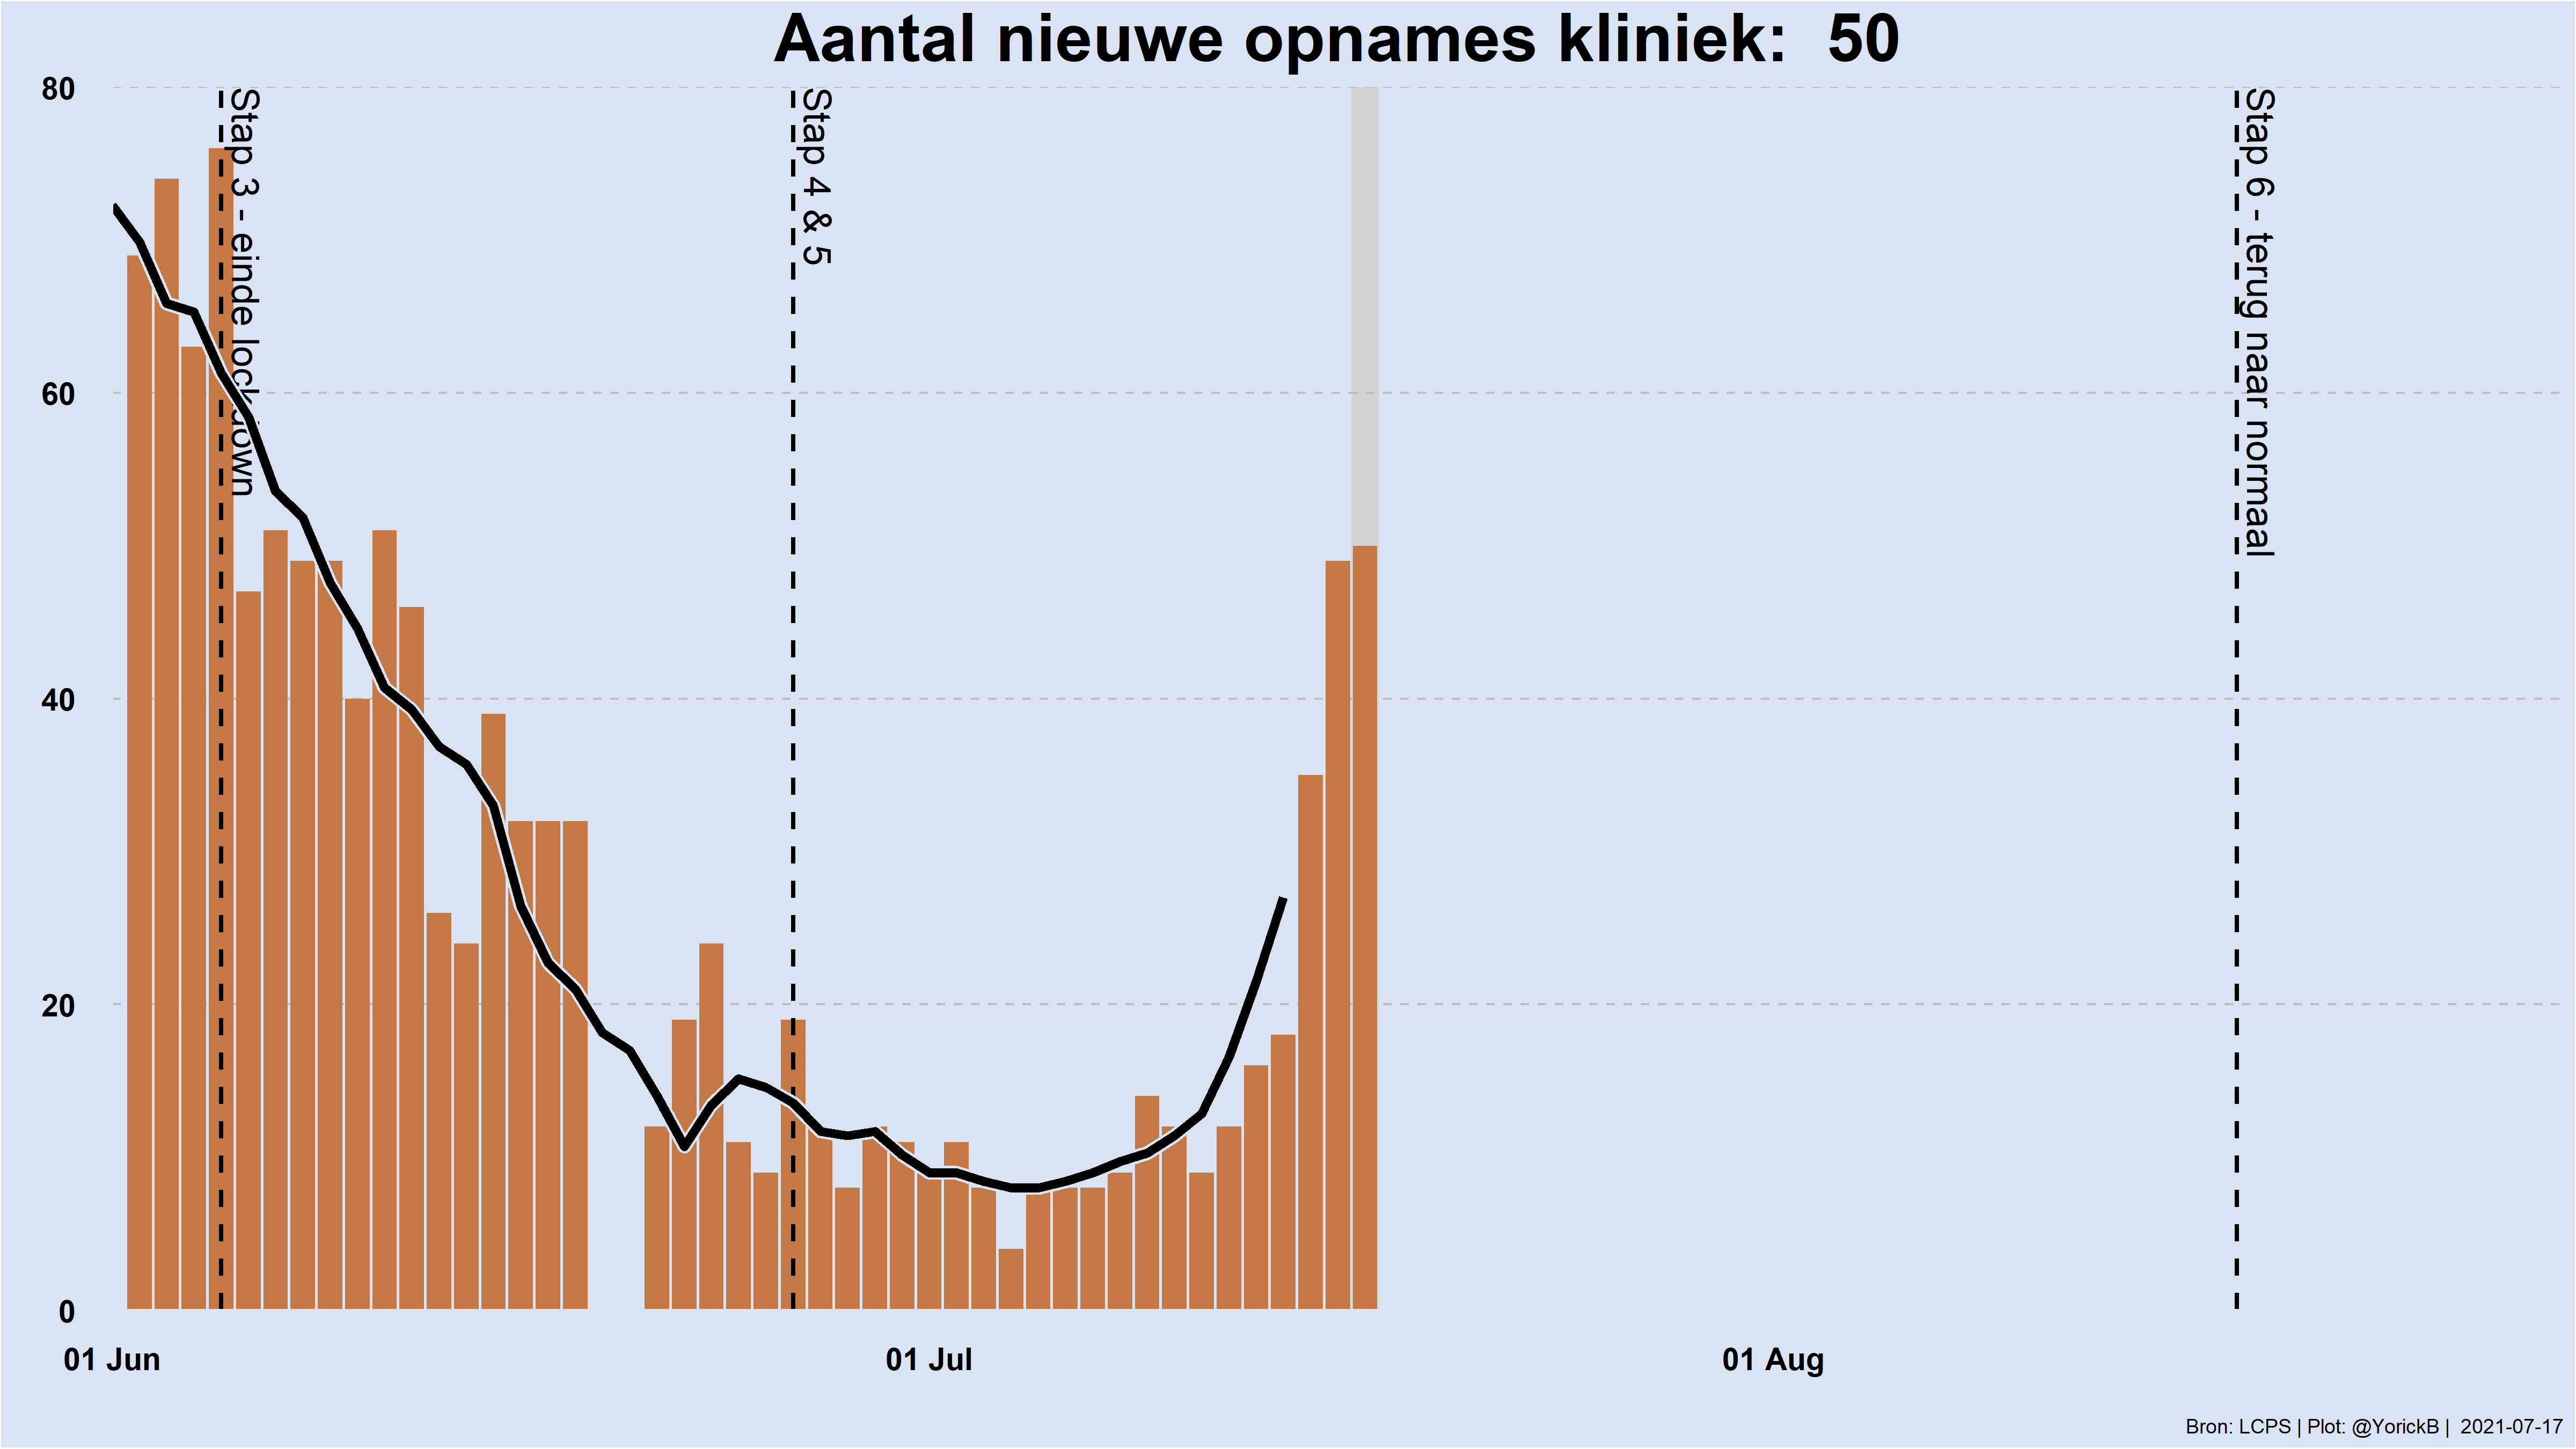 Aantal nieuwe opnames kliniek:  50
80
60
40
20
0
Stap 3 - einde lockdown
Stap 4 & 5
Stap 6 - terug naar normaal
01 Jun
01 Jul
01 Aug
Bron: LCPS | Plot: @YorickB |  2021-07-17